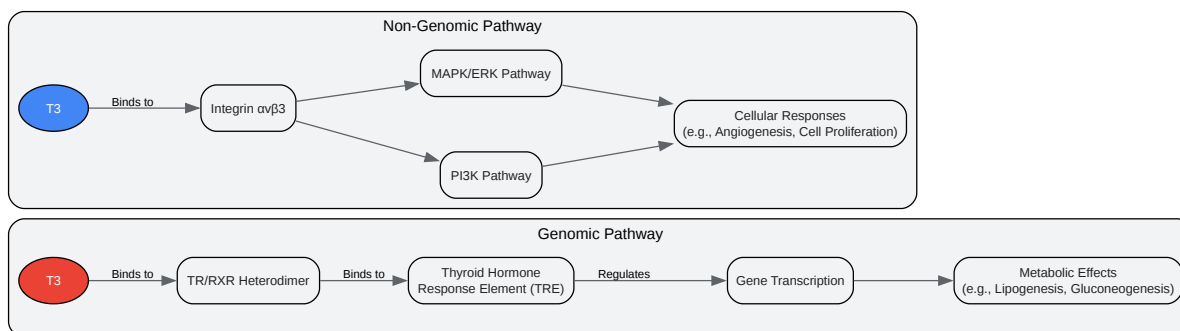 Non-Genomic Pathway
T3
Binds to
Integrin αvβ3
MAPK/ERK Pathway
PI3K Pathway
Cellular Responses
(e.g., Angiogenesis, Cell Proliferation)
Genomic Pathway
T3
Binds to
TR/RXR Heterodimer
Binds to
Thyroid Hormone
Response Element (TRE)
Regulates
Gene Transcription
Metabolic Effects
(e.g., Lipogenesis, Gluconeogenesis)